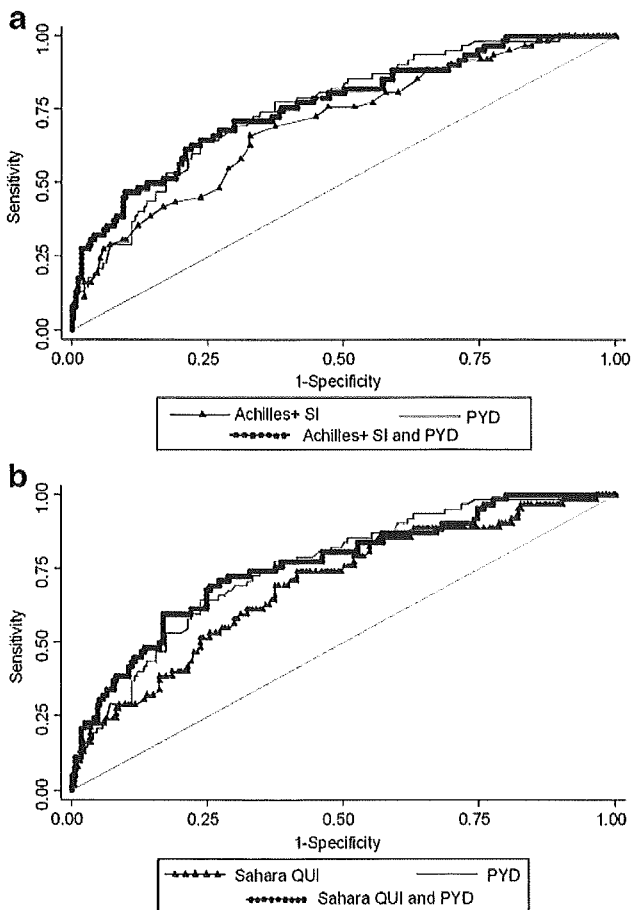 a
1.00
0.75
0.50
0.25
0.00
Sensitivity
0.00 0.25 0.50 0.75 1.00
1-Specificity
Achilles+ SI PYD
Achilles+ SI and PYD
b
1.00
0.75
0.50
0.25
0.00
Sensitivity
0.00 0.25 0.50 0.75 1.00
1-Specificity
Sahara QUI PYD
Sahara QUI and PYD